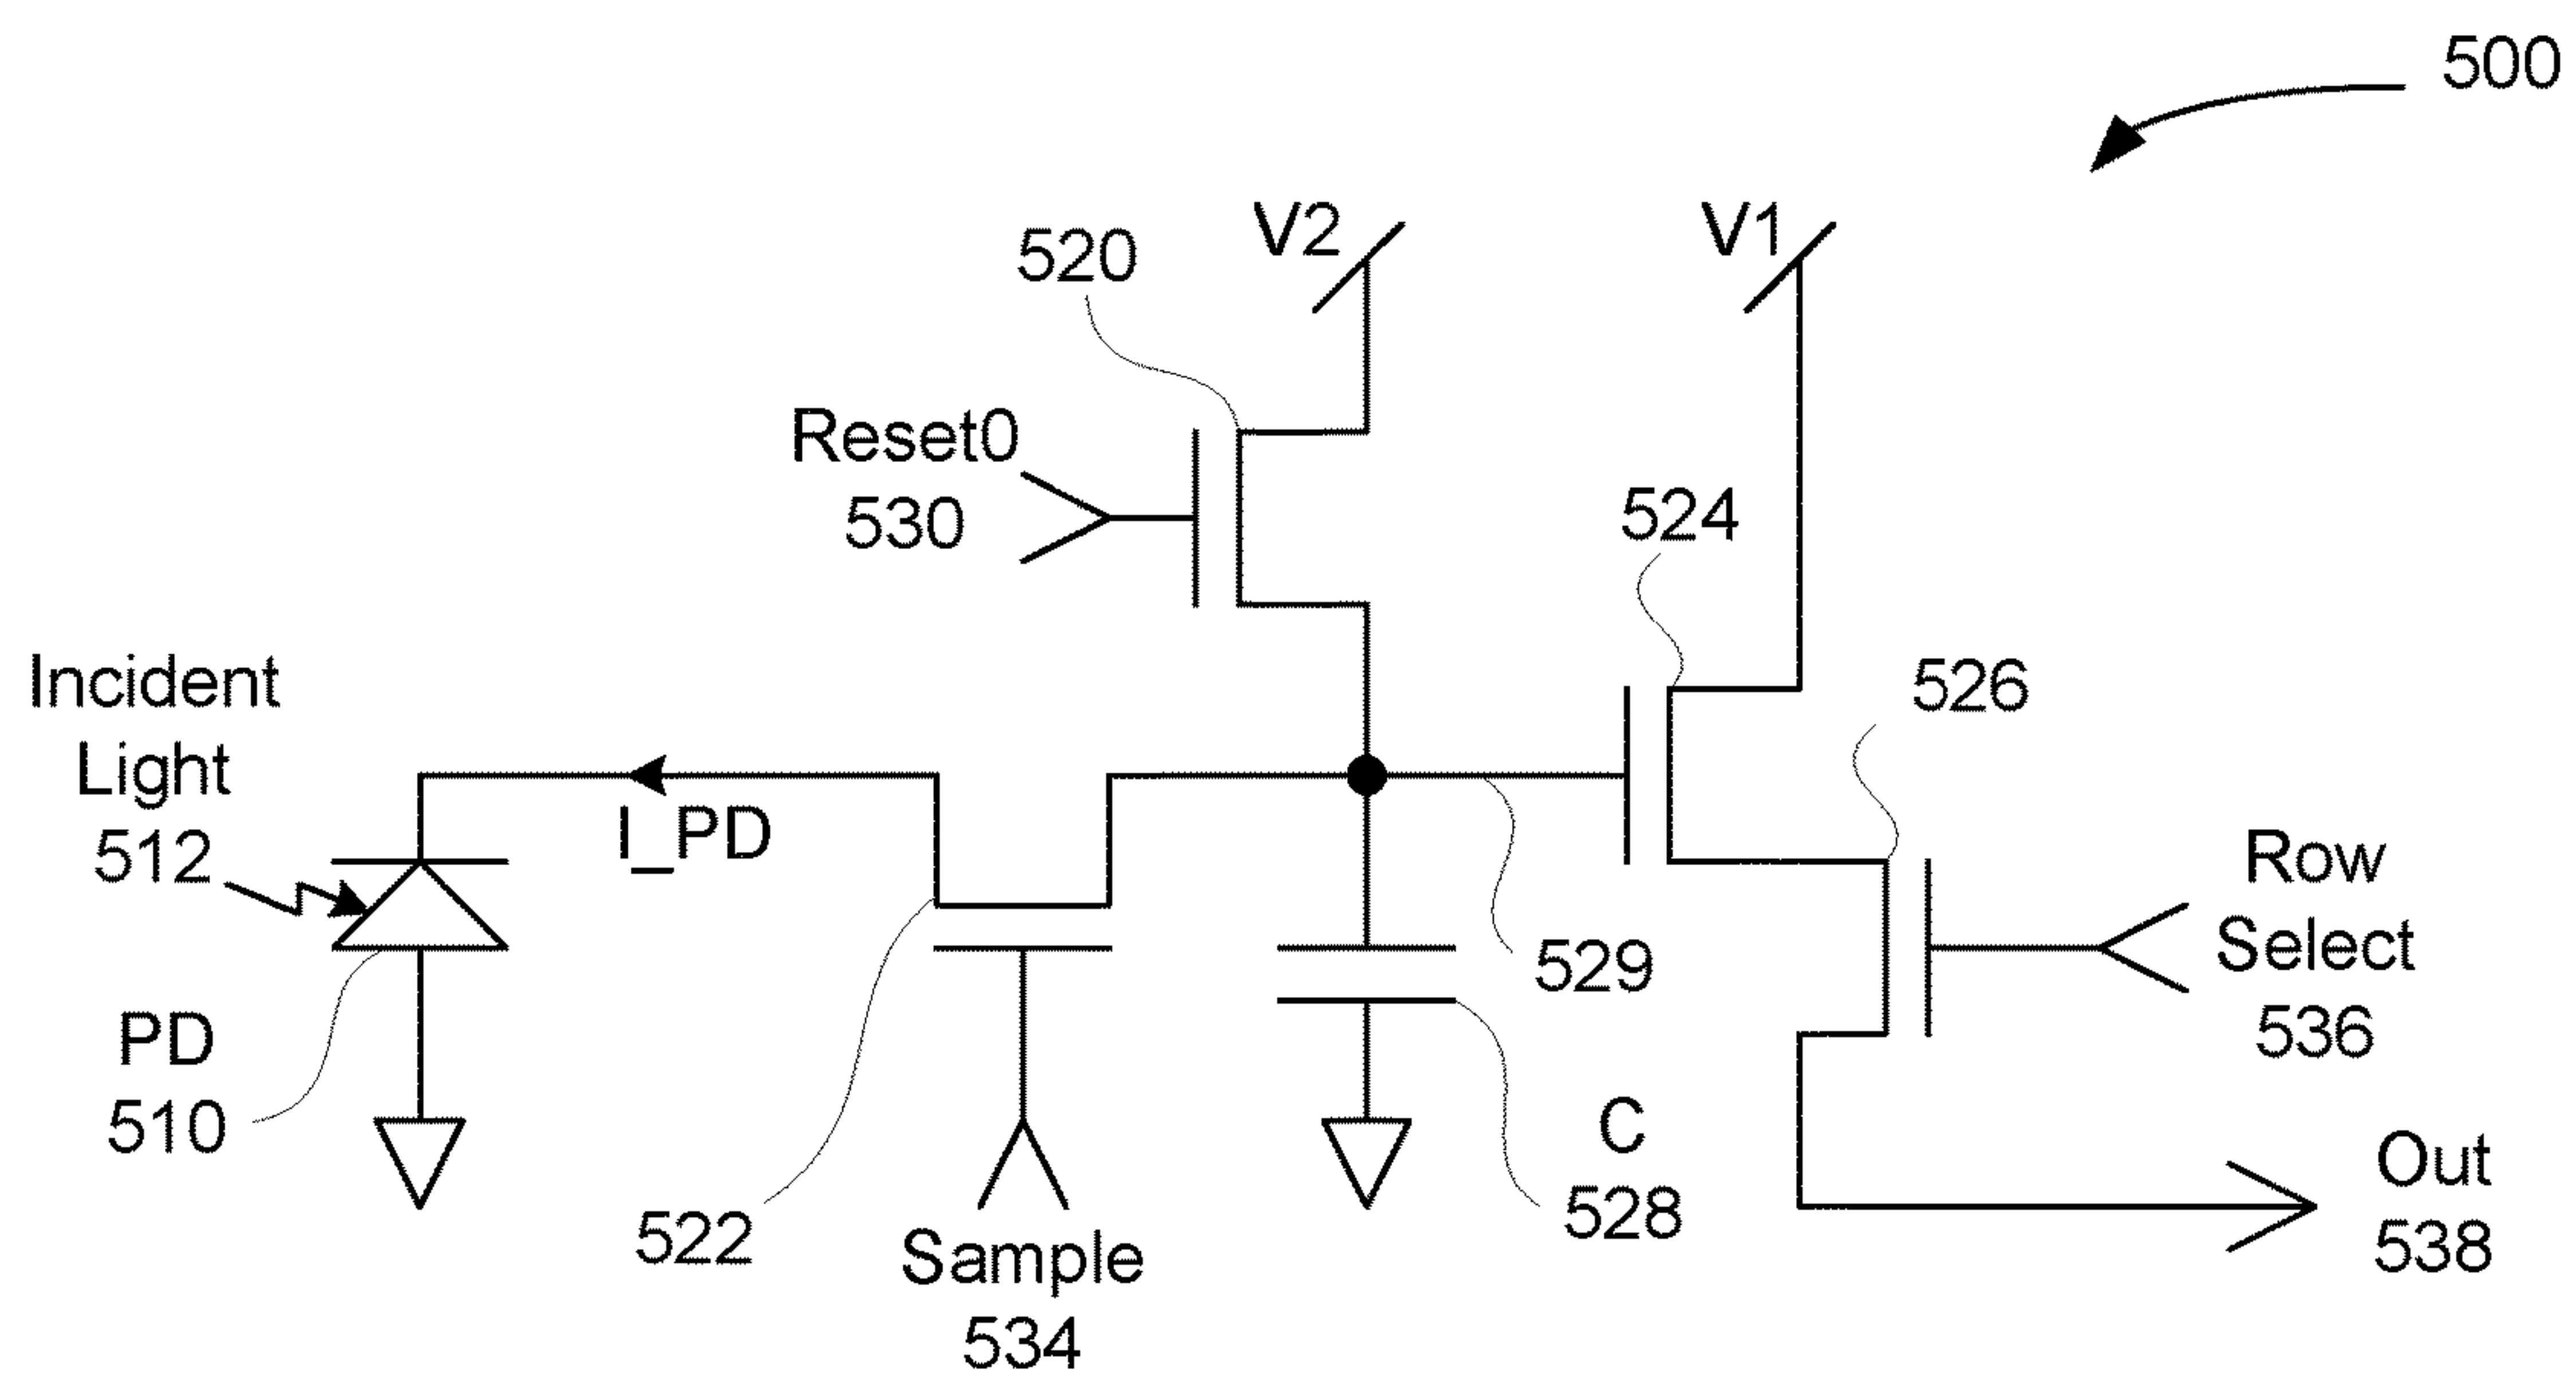 500
V2
V1
520
Reset0
530
524
526
Incident
Light
512
I_PD
Row
Select
536
529
PD
510
C
528
522
Sample
534
Out
538